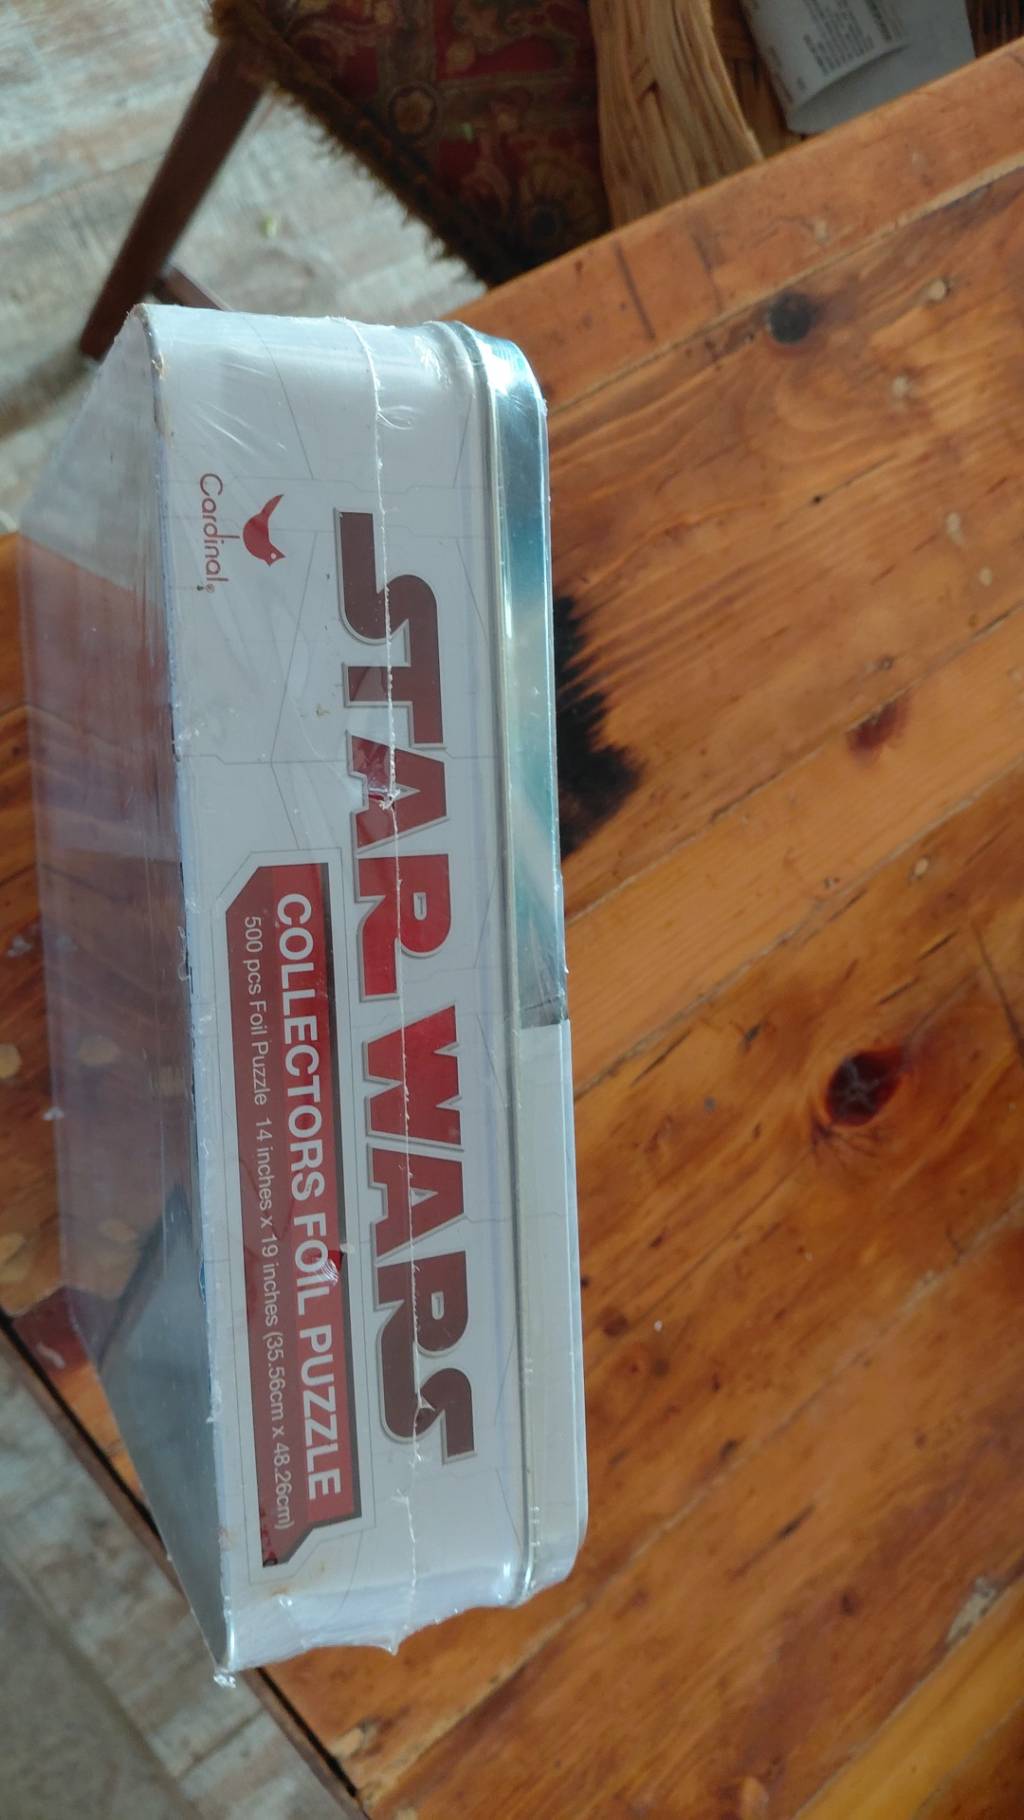 Cardinal®
STAR WARS
COLLECTORS FOIL PUZZLE
500 pcs Foil Puzzle 14 inches x 19 inches (35.56cm x 48.26cm)